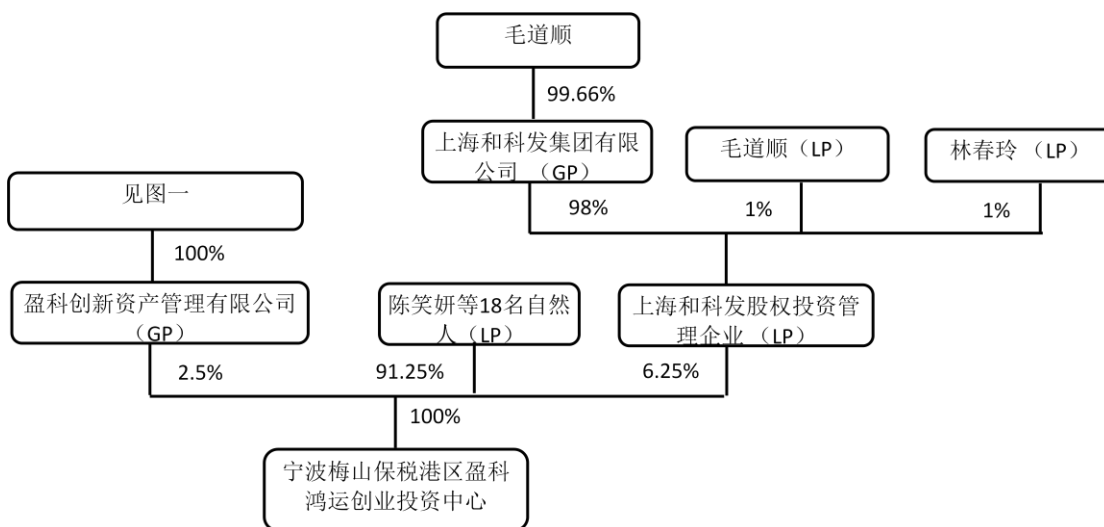 毛道顺
99.66%
上海和科发集团有限
公司 （GP）
毛道顺（LP）
林春玲 （LP）
98%
1%
1%
见图一
100%
盈科创新资产管理有限公司
（GP）
陈笑妍等18名自然
人（LP）
上海和科发股权投资管
理企业 （LP）
2.5%
91.25%
6.25%
100%
宁波梅山保税港区盈科
鸿运创业投资中心